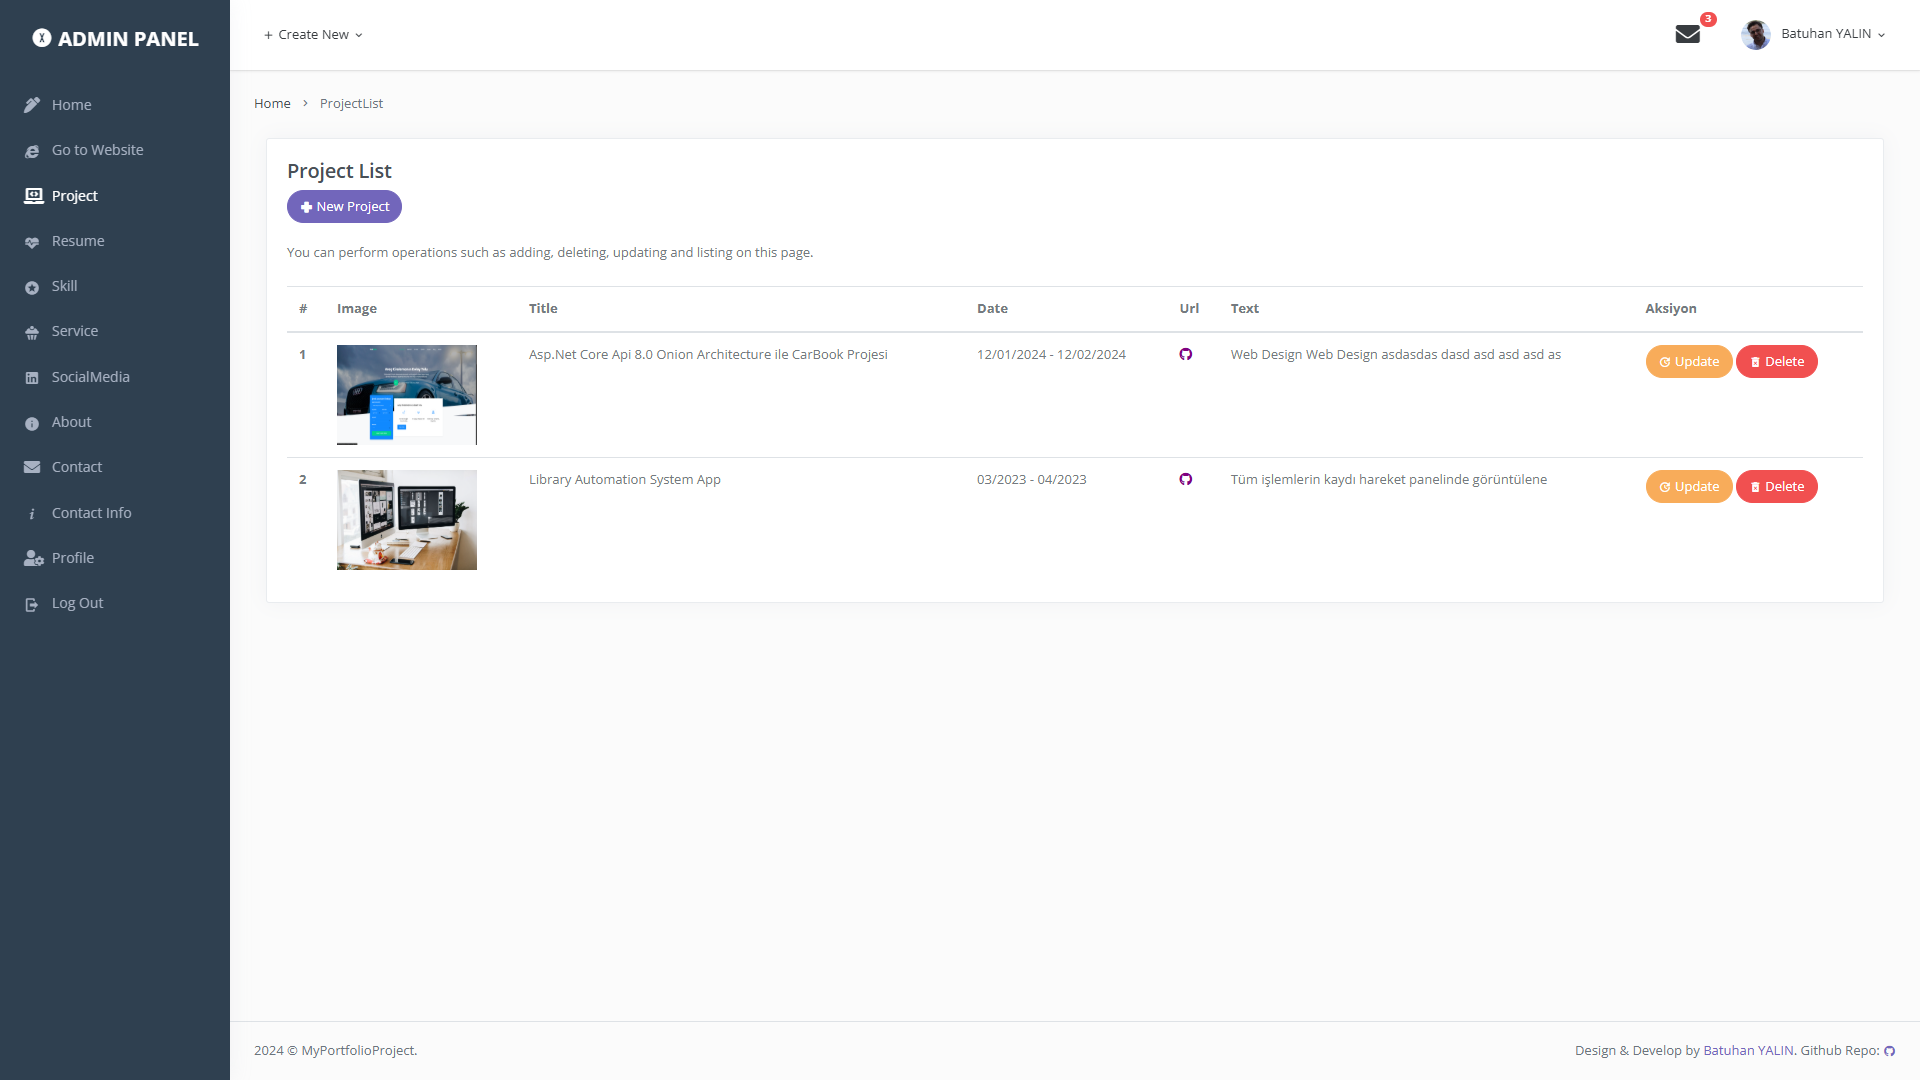 ADMIN PANEL
Home
Go to Website
Project
Resume
Skill
Service
SocialMedia
About
Contact
Contact Info
Profile
Log Out
+ Create New
3
Batuhan YALIN
Home > ProjectList
Project List
New Project
You can perform operations such as adding, deleting, updating and listing on this page.
# Image Title Date Url Text Aksiyon
1 Asp.Net Core Api 8.0 Onion Architecture ile CarBook Projesi 12/01/2024 - 12/02/2024 Web Design Web Design asdasdas dasd asd asd asd as Update Delete
2 Library Automation System App 03/2023 - 04/2023 Tüm işlemlerin kaydı hareket panelinde görüntülene Update Delete
2024 © MyPortfolioProject.
Design & Develop by Batuhan YALIN. Github Repo: